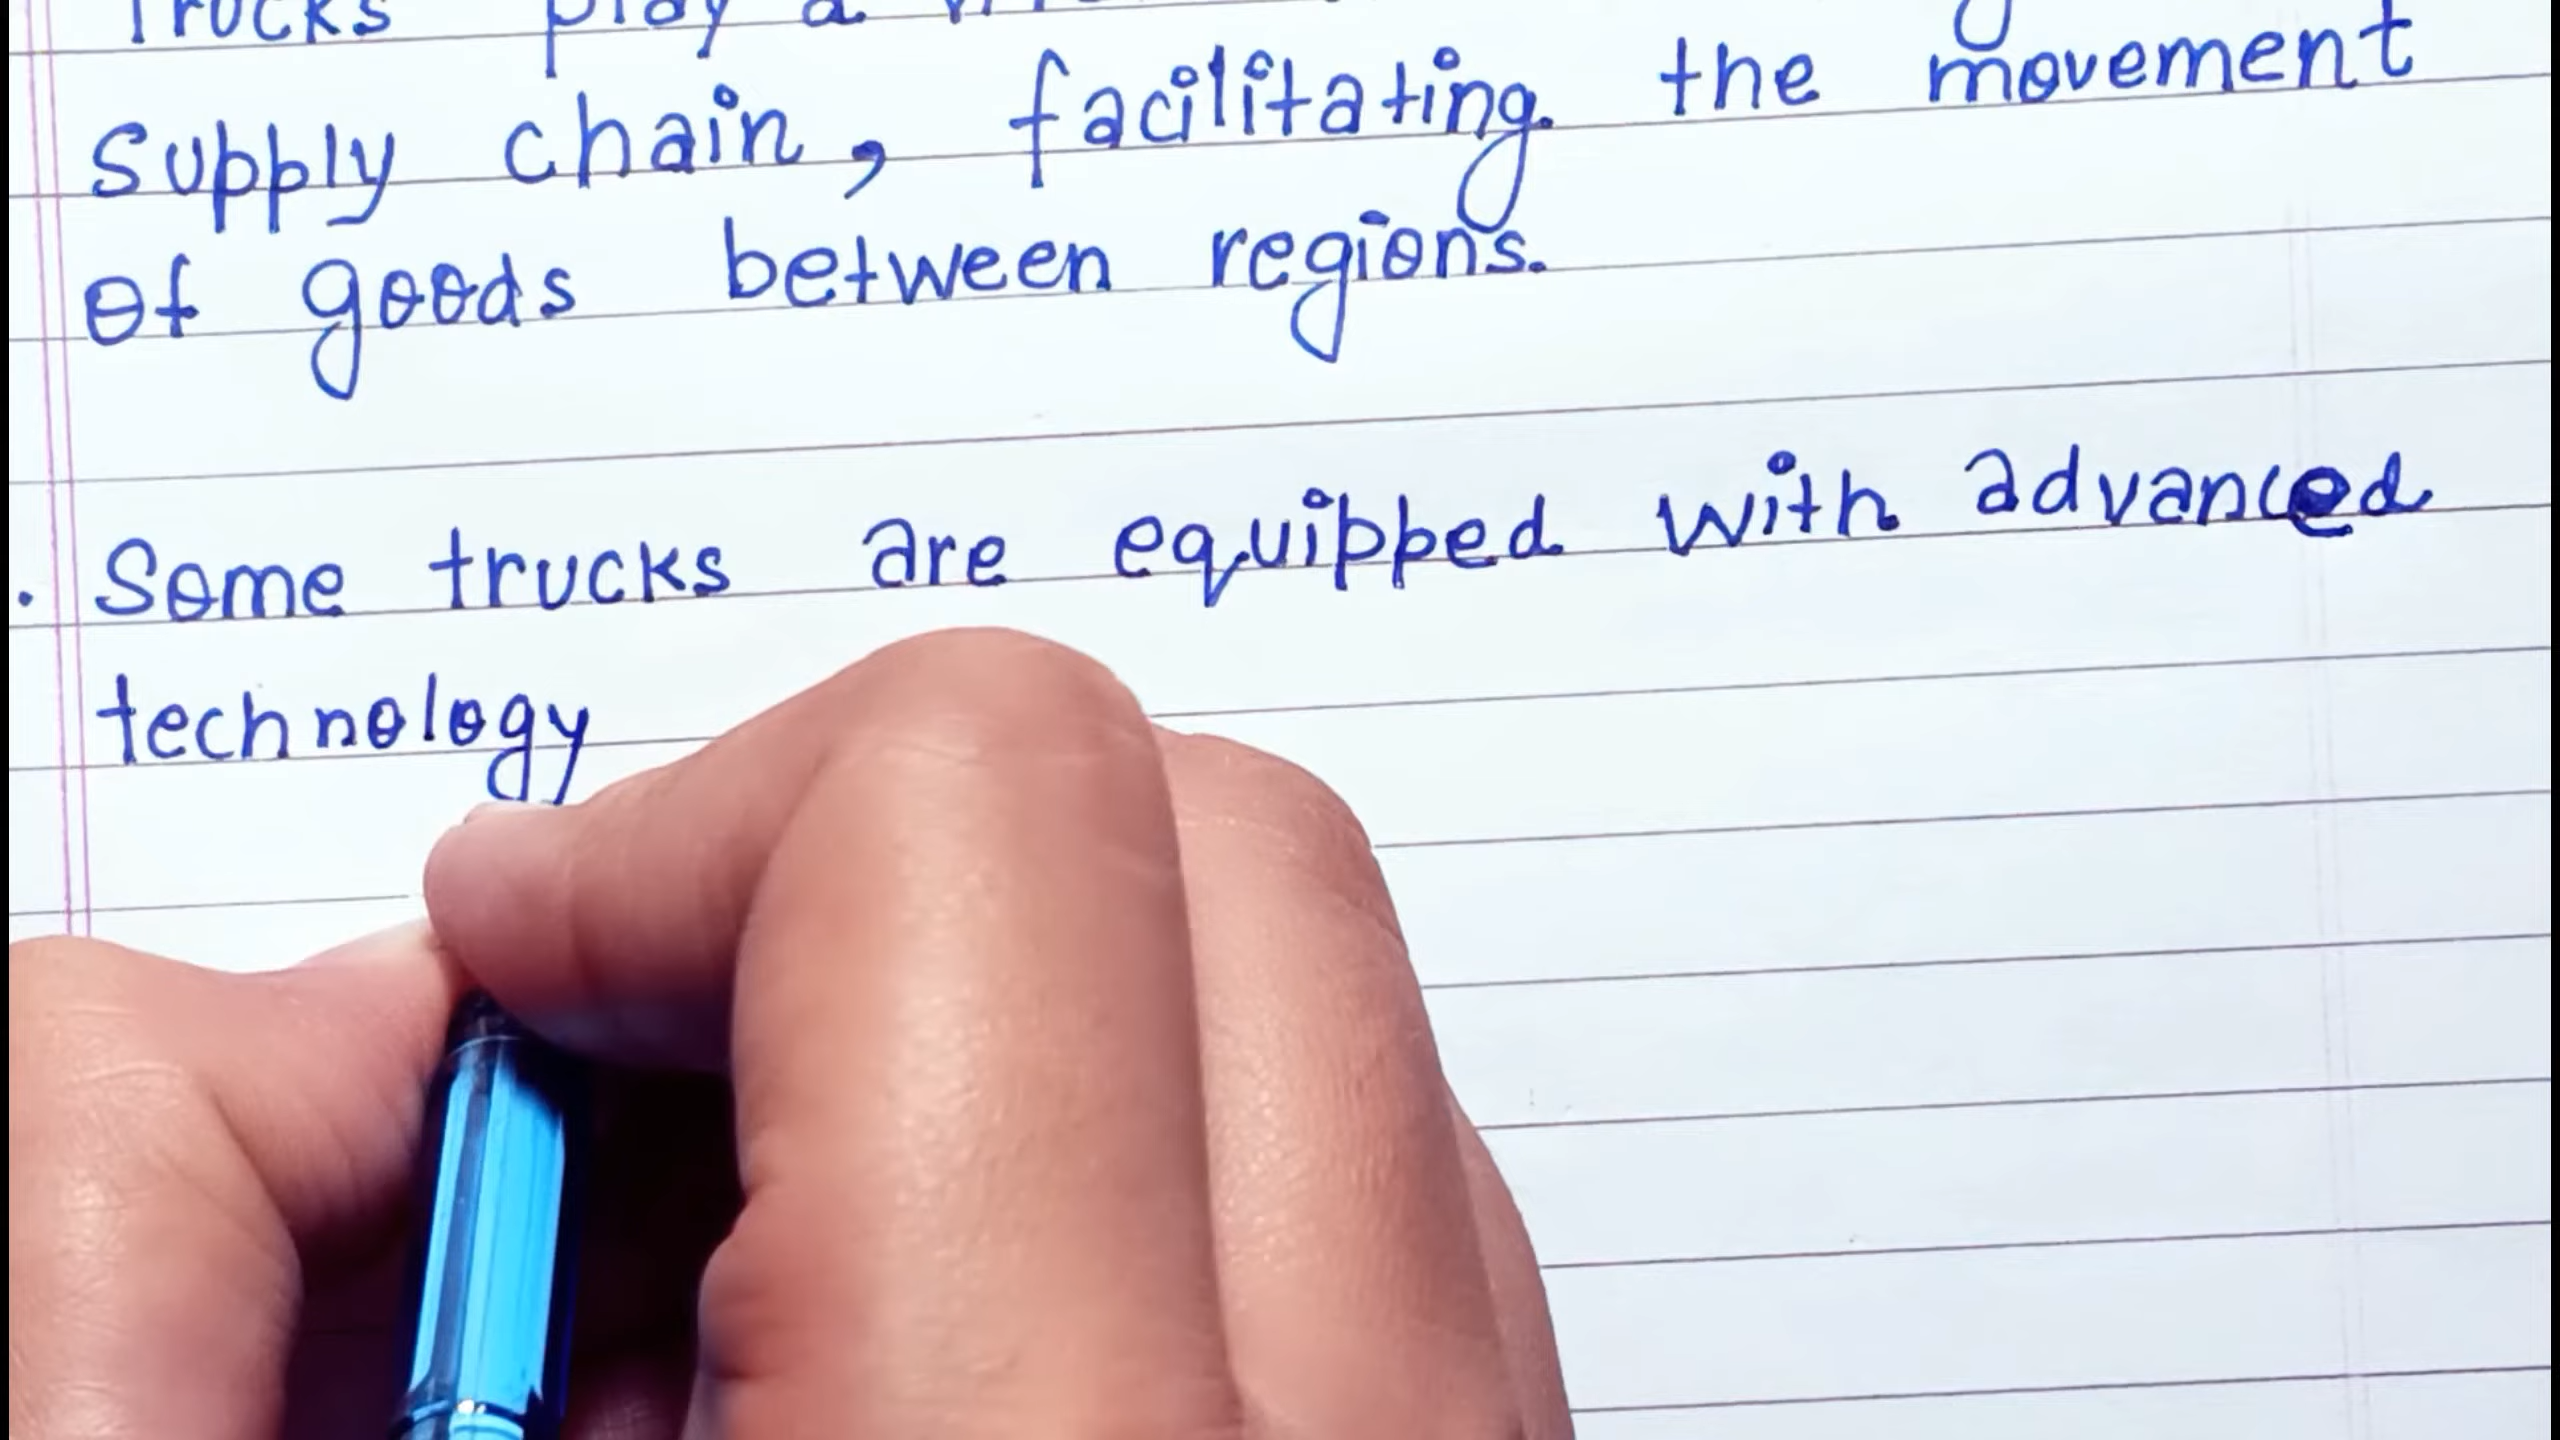 Trucks play a
supply chain, facilitating the movement
of goods between regions.
. Some trucks are equipped with advanced
technology